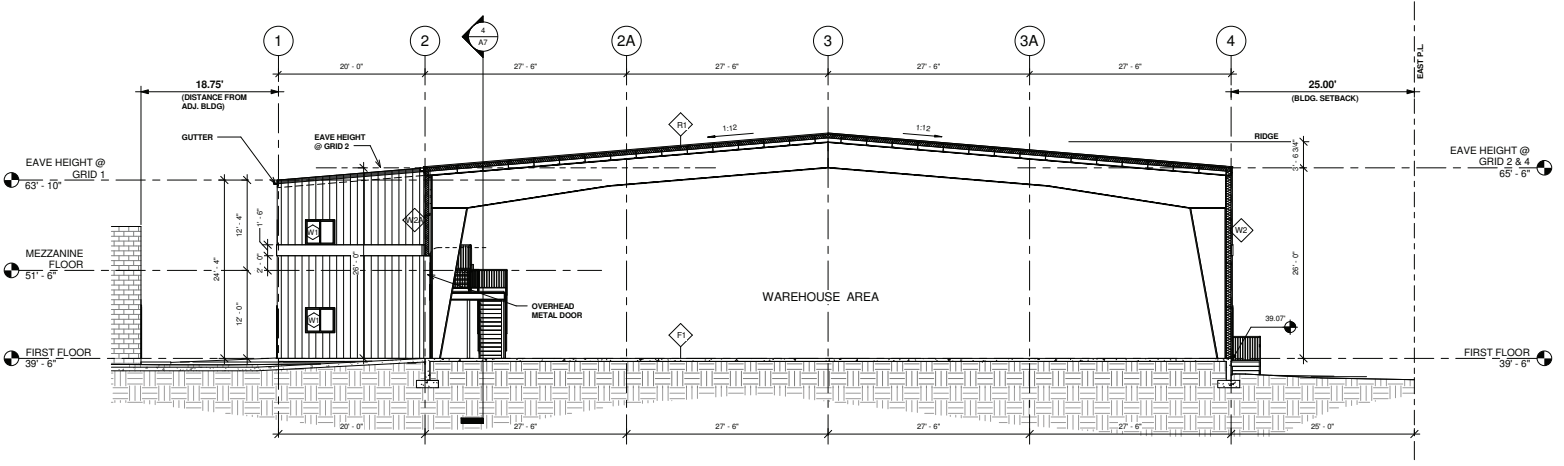 1
2
4
A7
2A
3
3A
4
EAST P.L.
20' - 0"
27' - 6"
27' - 6"
27' - 6"
27' - 6"
18.75'
(DISTANCE FROM
ADJ. BLDG)
25.00'
(BLDG. SETBACK)
GUTTER
EAVE HEIGHT
@ GRID 2
R1
1:12
1:12
RIDGE
EAVE HEIGHT @
GRID 1
63' - 10"
EAVE HEIGHT @
GRID 2 & 4
65' - 6"
3' - 6 3/4"
W1
W2A
W2
1' - 6"
12' - 4"
24' - 4"
2' - 0"
26' - 0"
26' - 0"
MEZZANINE
FLOOR
51' - 6"
12' - 0"
W1
OVERHEAD
METAL DOOR
WAREHOUSE AREA
39.07'
F1
FIRST FLOOR
39' - 6"
FIRST FLOOR
39' - 6"
20' - 0"
27' - 6"
27' - 6"
27' - 6"
27' - 6"
25' - 0"